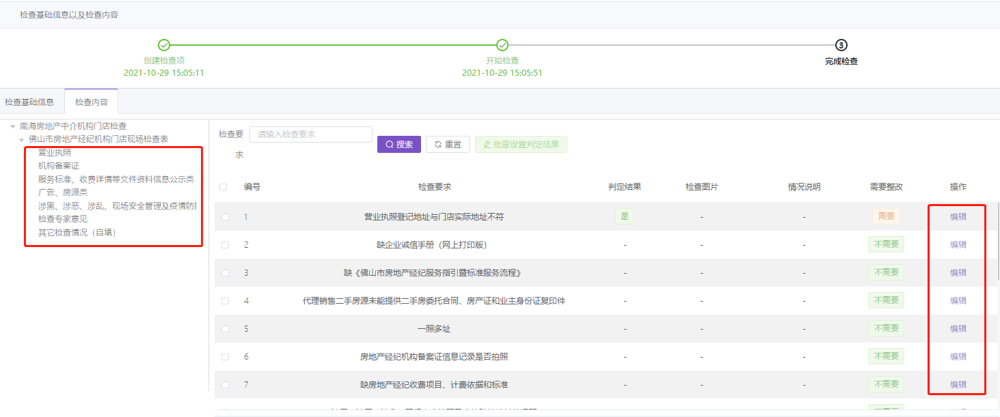 检查基础信息以及检查内容
3
创建检查项 开始检查 完成检查
2021-10-29 15:05:11 2021-10-29 15:05:51
检查基础信息 检查内容
南海房地产中介机构门店检查
佛山市房地产经纪机构门店现场检查表
营业执照
机构备案证
服务标准、收费详情等文件资料信息公示类
广告、房源类
涉黑、涉恶、涉乱、现场安全管理及疫情防
检查专家意见
其它检查情况（自填）
检查要求 请输入检查要求 搜索 重置 批量设置判定结果
编号 检查要求 判定结果 检查图片 情况说明 需要整改 操作
1 营业执照登记地址与门店实际地址不符 是 - - 需要 编辑
2 缺企业诚信手册（网上打印版） - - - 不需要 编辑
3 缺《佛山市房地产经纪服务指引暨标准服务流程》 - - - 不需要 编辑
4 代理销售二手房源未能提供二手房委托合同、房产证和业主身份证复印件 - - - 不需要 编辑
5 一照多址 - - - 不需要 编辑
6 房地产经纪机构备案证信息记录是否拍照 - - - 不需要 编辑
7 缺房地产经纪收费项目、计费依据和标准 - - - 不需要 编辑